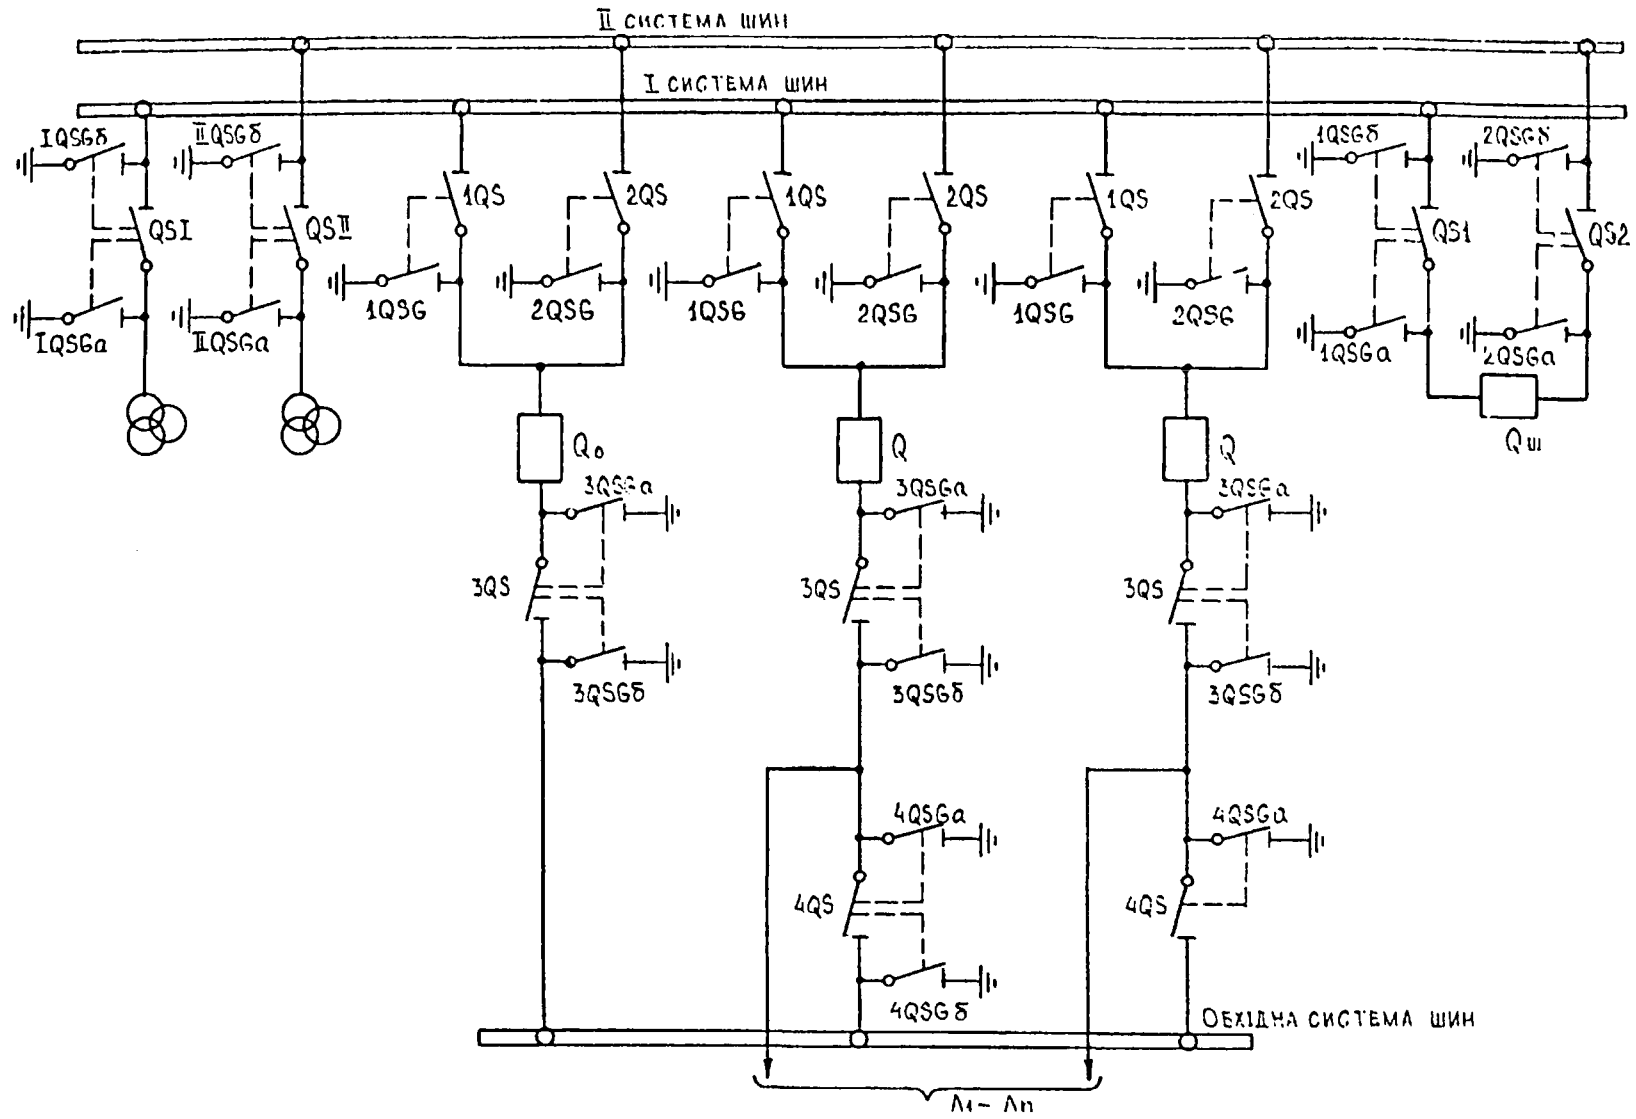 II СИСТЕМА ШИН
I СИСТЕМА ШИН
IQSGб
IIQSGб
1QSGб
2QSGб
1QS
2QS
1QS
2QS
1QS
2QS
QSI
QSII
QS1
QS2
1QSG
2QSG
1QSG
2QSG
1QSG
2QSG
IQSGa
IIQSGa
1QSGa
2QSGa
Qо
Q
Q
Qш
3QSGa
3QSGa
3QSGa
3QS
3QS
3QS
3QSGб
3QSGб
3QSGб
4QSGa
4QSGa
4QS
4QS
4QSGб
ОБХІДНА СИСТЕМА ШИН
Л1 - Лn